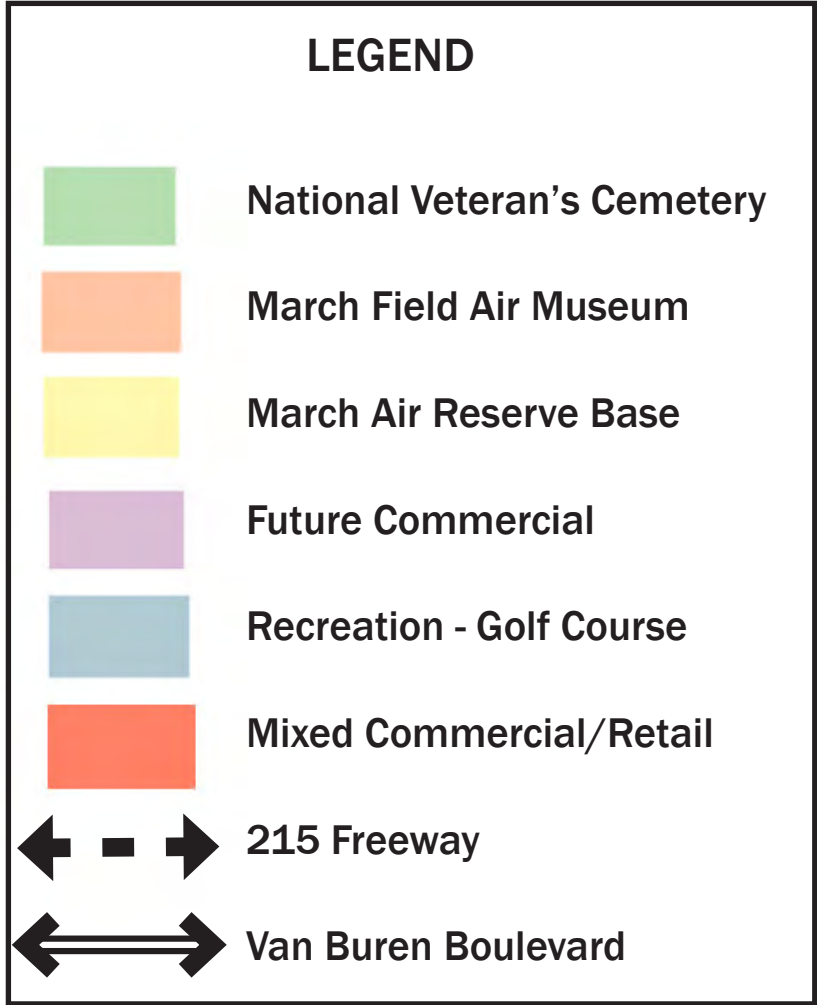 LEGEND
National Veteran’s Cemetery
March Field Air Museum
March Air Reserve Base
Future Commercial
Recreation - Golf Course
Mixed Commercial/Retail
215 Freeway
Van Buren Boulevard